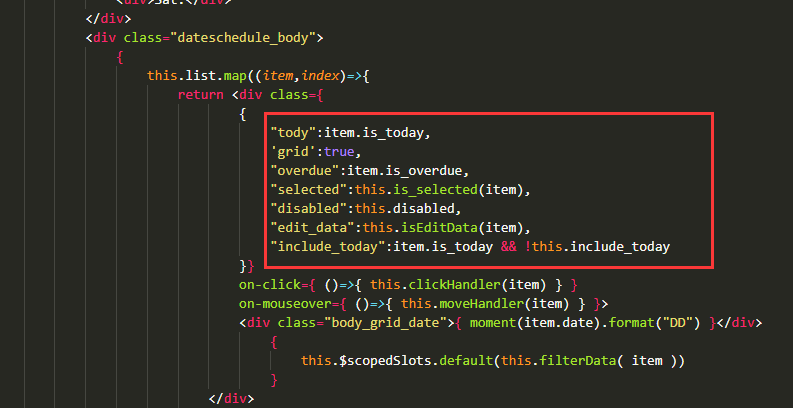 <div>Sat.</div>
</div>
<div class="dateschedule_body">
{
this.list.map((item,index)=>{
return <div class={
{
"tody":item.is_today,
'grid':true,
"overdue":item.is_overdue,
"selected":this.is_selected(item),
"disabled":this.disabled,
"edit_data":this.isEditData(item),
"include_today":item.is_today && !this.include_today
}}
on-click={ ()=>{ this.clickHandler(item) } }
on-mouseover={ ()=>{ this.moveHandler(item) } }>
<div class="body_grid_date">{ moment(item.date).format("DD") }</div>
{
this.$scopedSlots.default(this.filterData( item ))
}
</div>